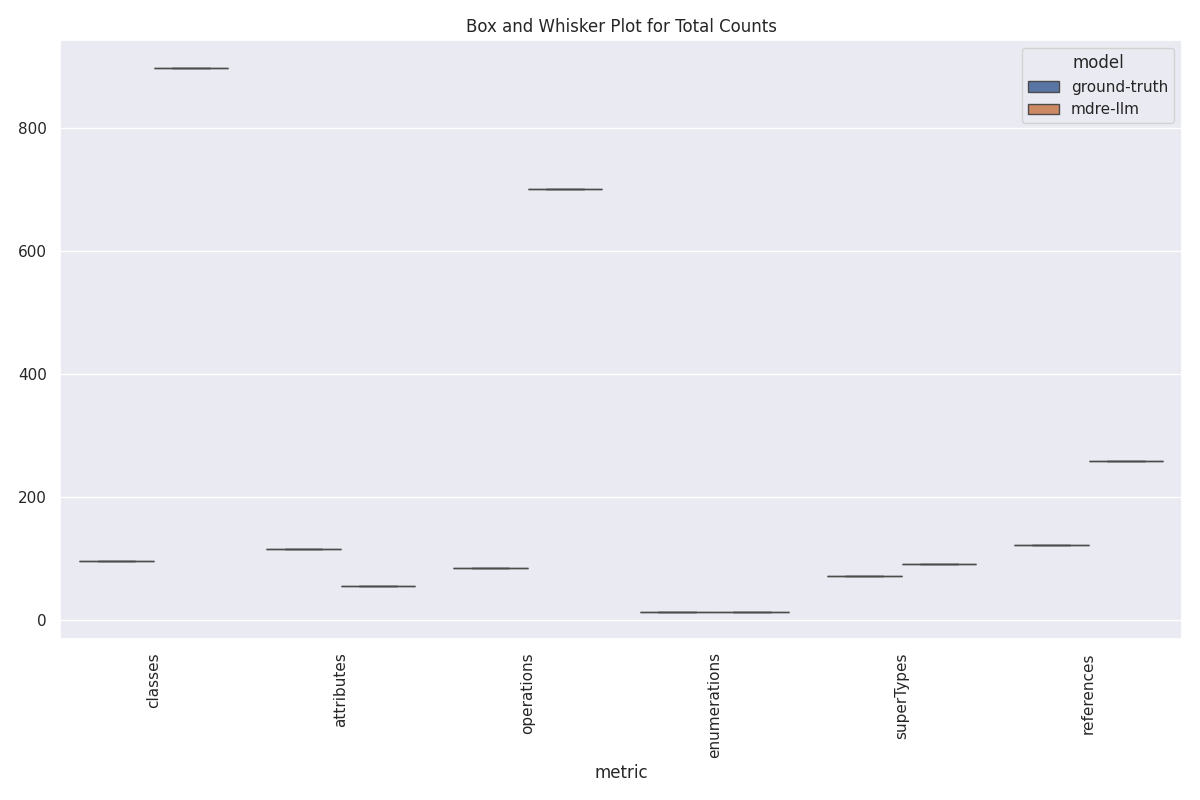 Box and Whisker Plot for Total Counts
model
ground-truth
mdre-llm
800
600
400
200
0
classes
attributes
operations
enumerations
superTypes
references
metric